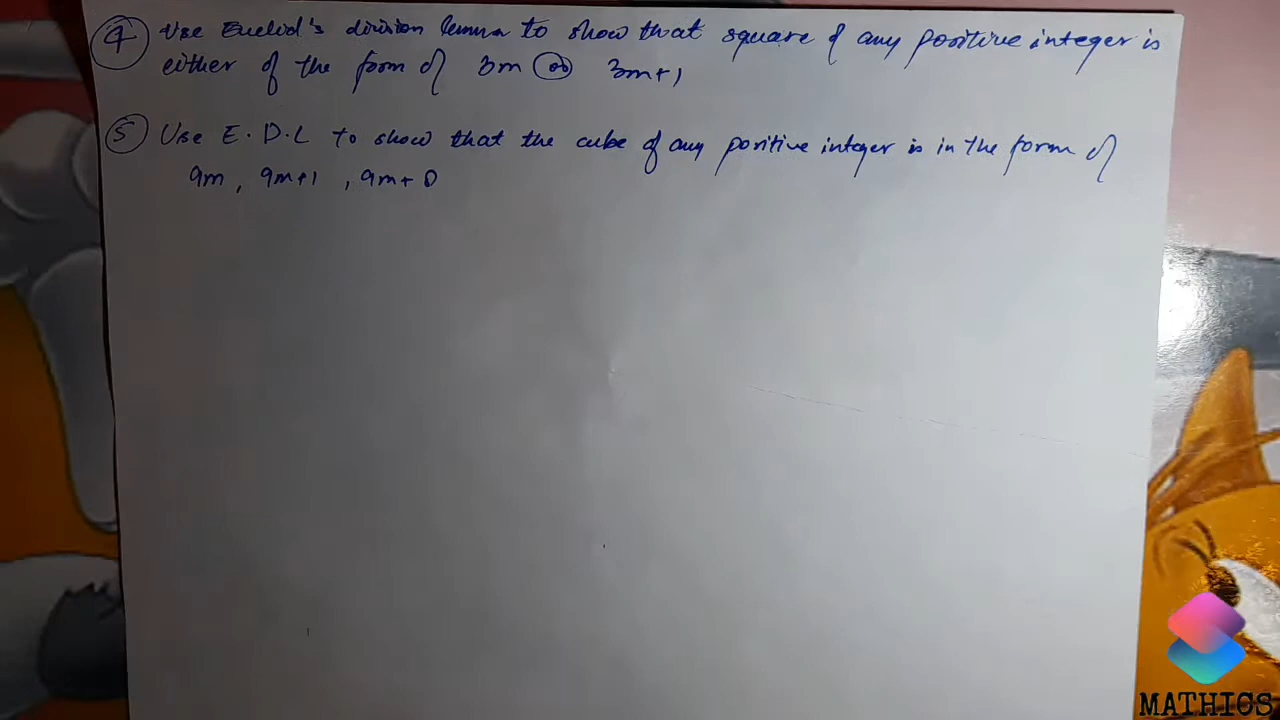 ④ Use Euclid's division lemma to show that square of any positive integer is
either of the form of 3m or 3m+1
⑤ Use E.D.L to show that the cube of any positive integer is in the form of
9m, 9m+1, 9m+0
MATHIOS